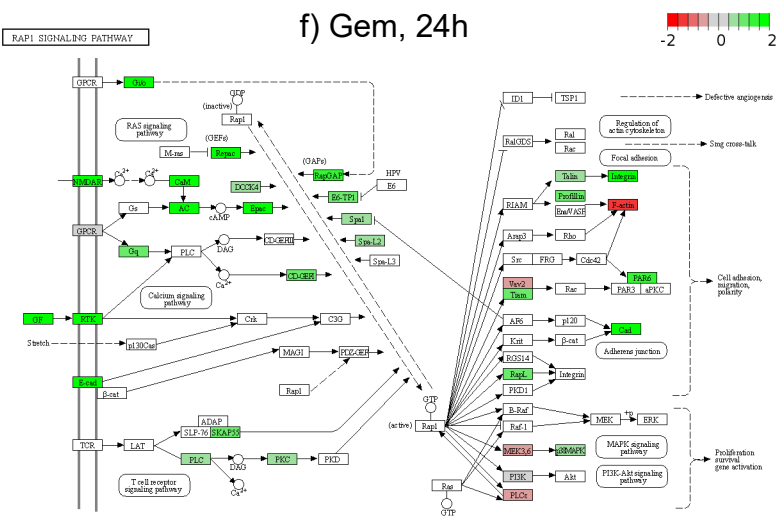 f) Gem, 24h
-2 0 2
RAP1 SIGNALING PATHWAY
GPCR
Gi/o
GDP
(inactive)
Rap1
RAS signaling
pathway
(GEFs)
M-ras
Repac
(GAPs)
RapGAP
HPV
E6
NMDAR
Ca2+
Ca2+
CaM
DOCK4
E6-TP1
Gs
AC
cAMP
Epac
Spa1
GPCR
Gq
PLC
DAG
CD-GEFII
Spa-L2
Spa-L3
Ca2+
CD-GEFI
Calcium signaling
pathway
GF
RTK
Crk
C3G
Stretch
p130Cas
MAGI
PDZ-GEF
E-cad
β-cat
Rap1
GTP
(active)
Rap1
ADAP
SLP-76
SKAP55
TCR
LAT
PLC
DAG
PKC
PKD
Ca2+
T cell receptor
signaling pathway
Ras
GTP
ID1
TSP1
Defective angiogenesis
RalGDS
Ral
Rac
Regulation of
actin cytoskeleton
Smg cross-talk
Focal adhesion
RIAM
Talin
Integrin
Profillin
Ena/VASP
F-actin
Arap3
Rho
Src
FRG
Cdc42
Vav2
Tiam
Rac
PAR6
PAR3
aPKC
Cell adhesion,
migration,
polarity
AF6
p120
Cad
Krit
β-cat
Adherens junction
RGS14
RapL
Integrin
PKD1
B-Raf
Raf-1
MEK
+p
ERK
MEK3,6
p38MAPK
MAPK signaling
pathway
PI3K
Akt
PI3K-Akt signaling
pathway
PLCε
Proliferation
survival
gene activation